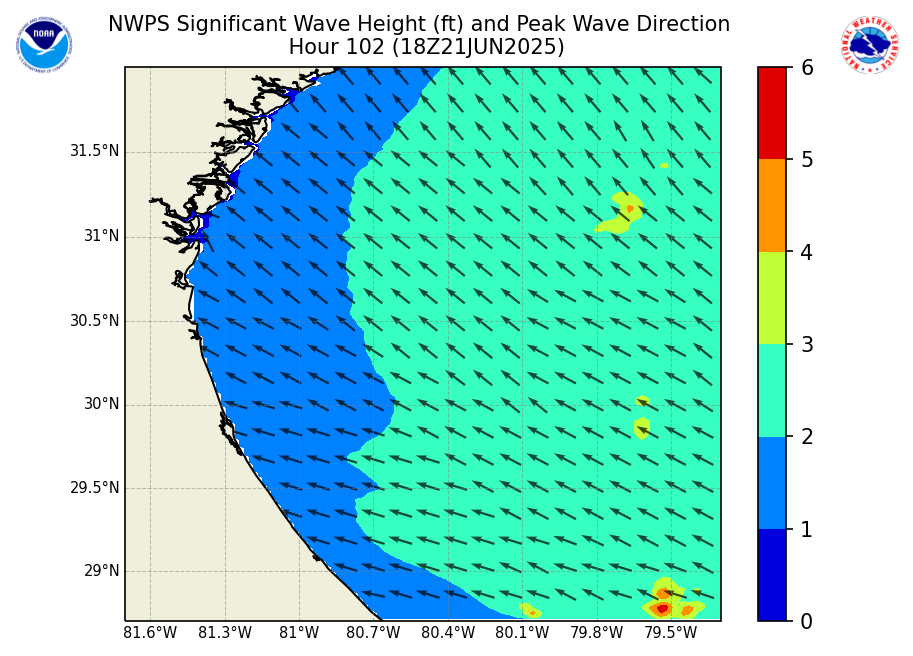 NWPS Significant Wave Height (ft) and Peak Wave Direction
Hour 102 (18Z21JUN2025)
NOAA
NATIONAL WEATHER SERVICE
31.5°N
31°N
30.5°N
30°N
29.5°N
29°N
81.6°W 81.3°W 81°W 80.7°W 80.4°W 80.1°W 79.8°W 79.5°W
6
5
4
3
2
1
0